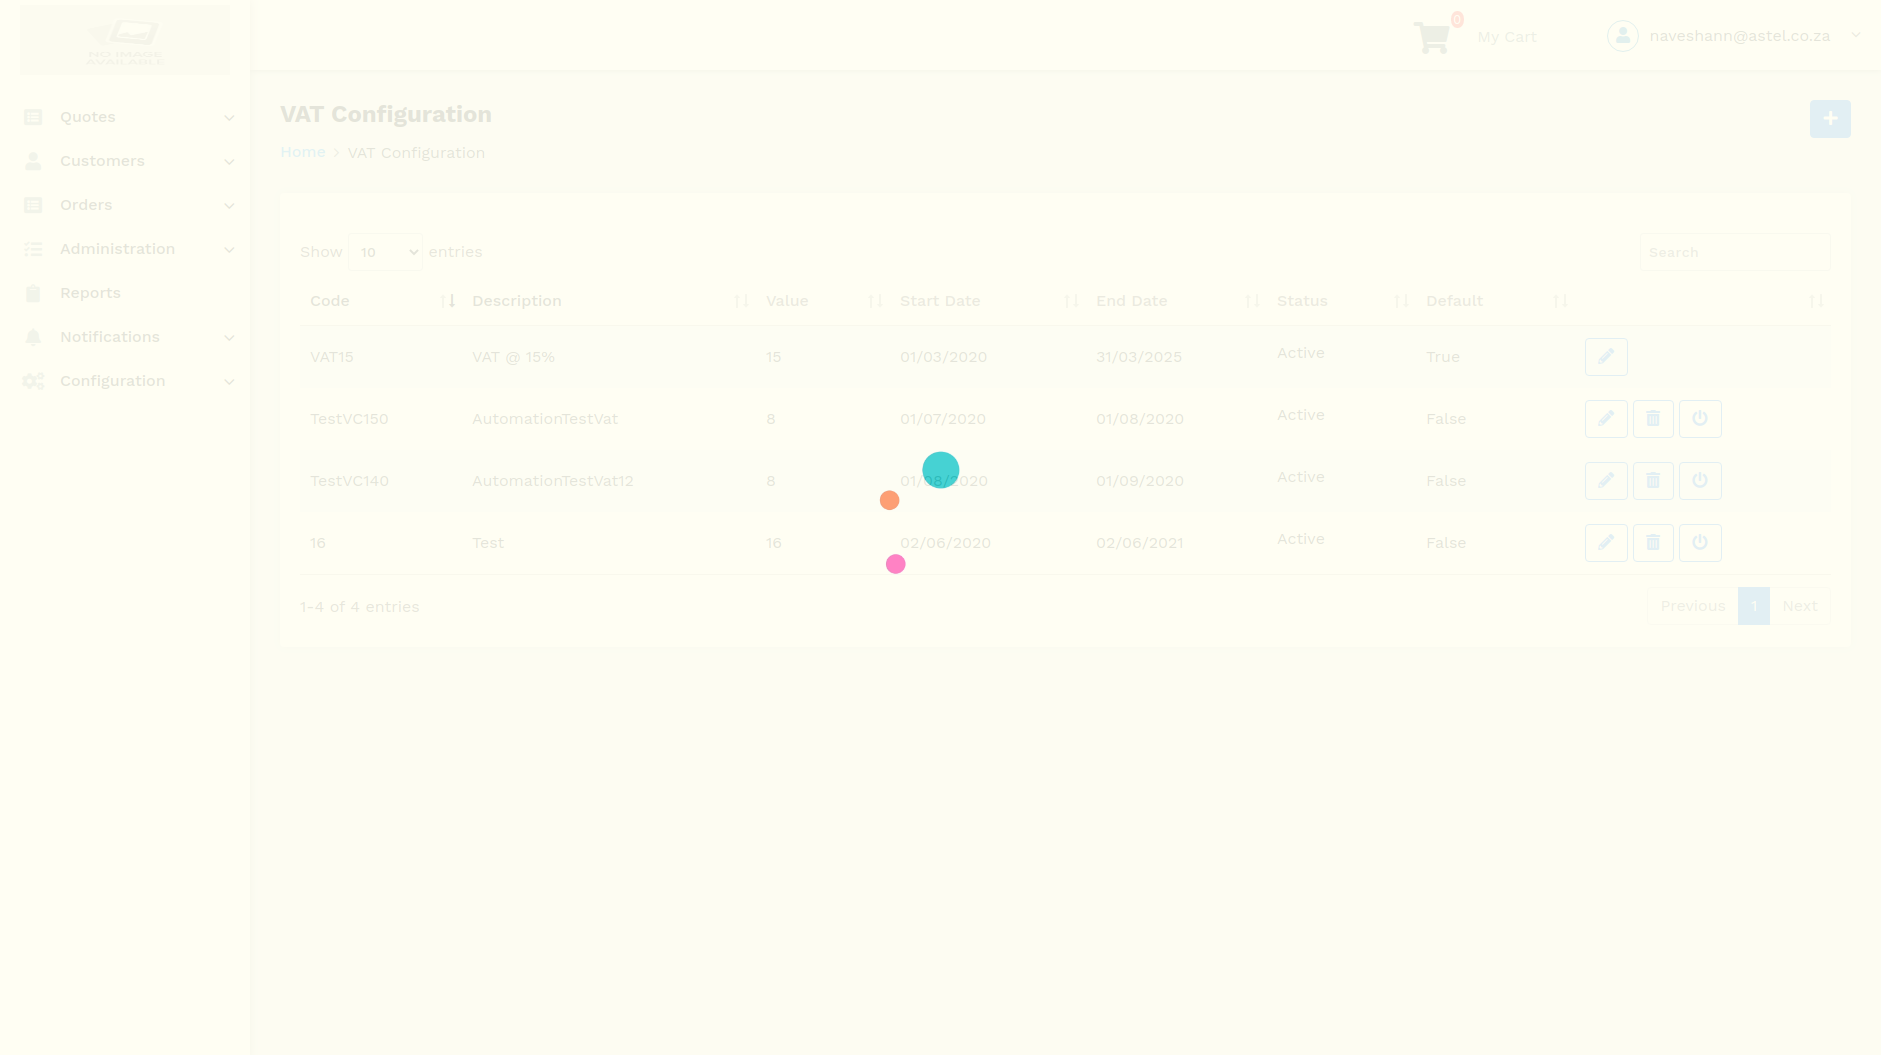 NO IMAGE
AVAILABLE
0
My Cart
naveshann@astel.co.za
Quotes
Customers
Orders
Administration
Reports
Notifications
Configuration
VAT Configuration
Home > VAT Configuration
Show 10 entries
Search
Code Description Value Start Date End Date Status Default
VAT15 VAT @ 15% 15 01/03/2020 31/03/2025 Active True
TestVC150 AutomationTestVat 8 01/07/2020 01/08/2020 Active False
TestVC140 AutomationTestVat12 8 01/08/2020 01/09/2020 Active False
16 Test 16 02/06/2020 02/06/2021 Active False
1-4 of 4 entries
Previous 1 Next